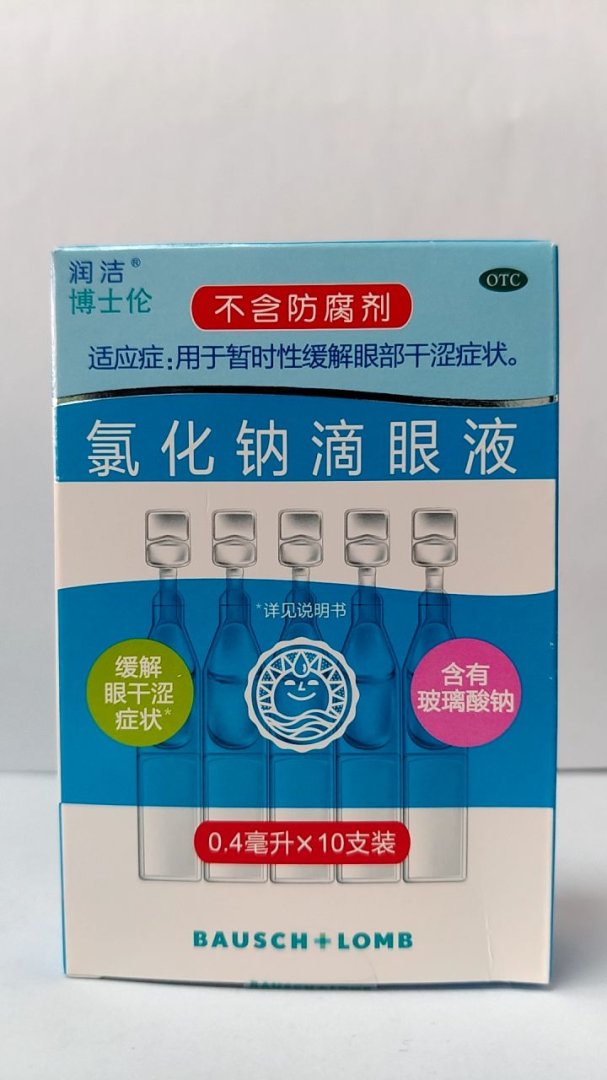 润洁®
博士伦
不含防腐剂
OTC
适应症:用于暂时性缓解眼部干涩症状。
氯化钠滴眼液
*详见说明书
缓解
眼干涩
症状*
含有
玻璃酸钠
0.4毫升×10支装
BAUSCH+LOMB
BAUSCH+LOMB